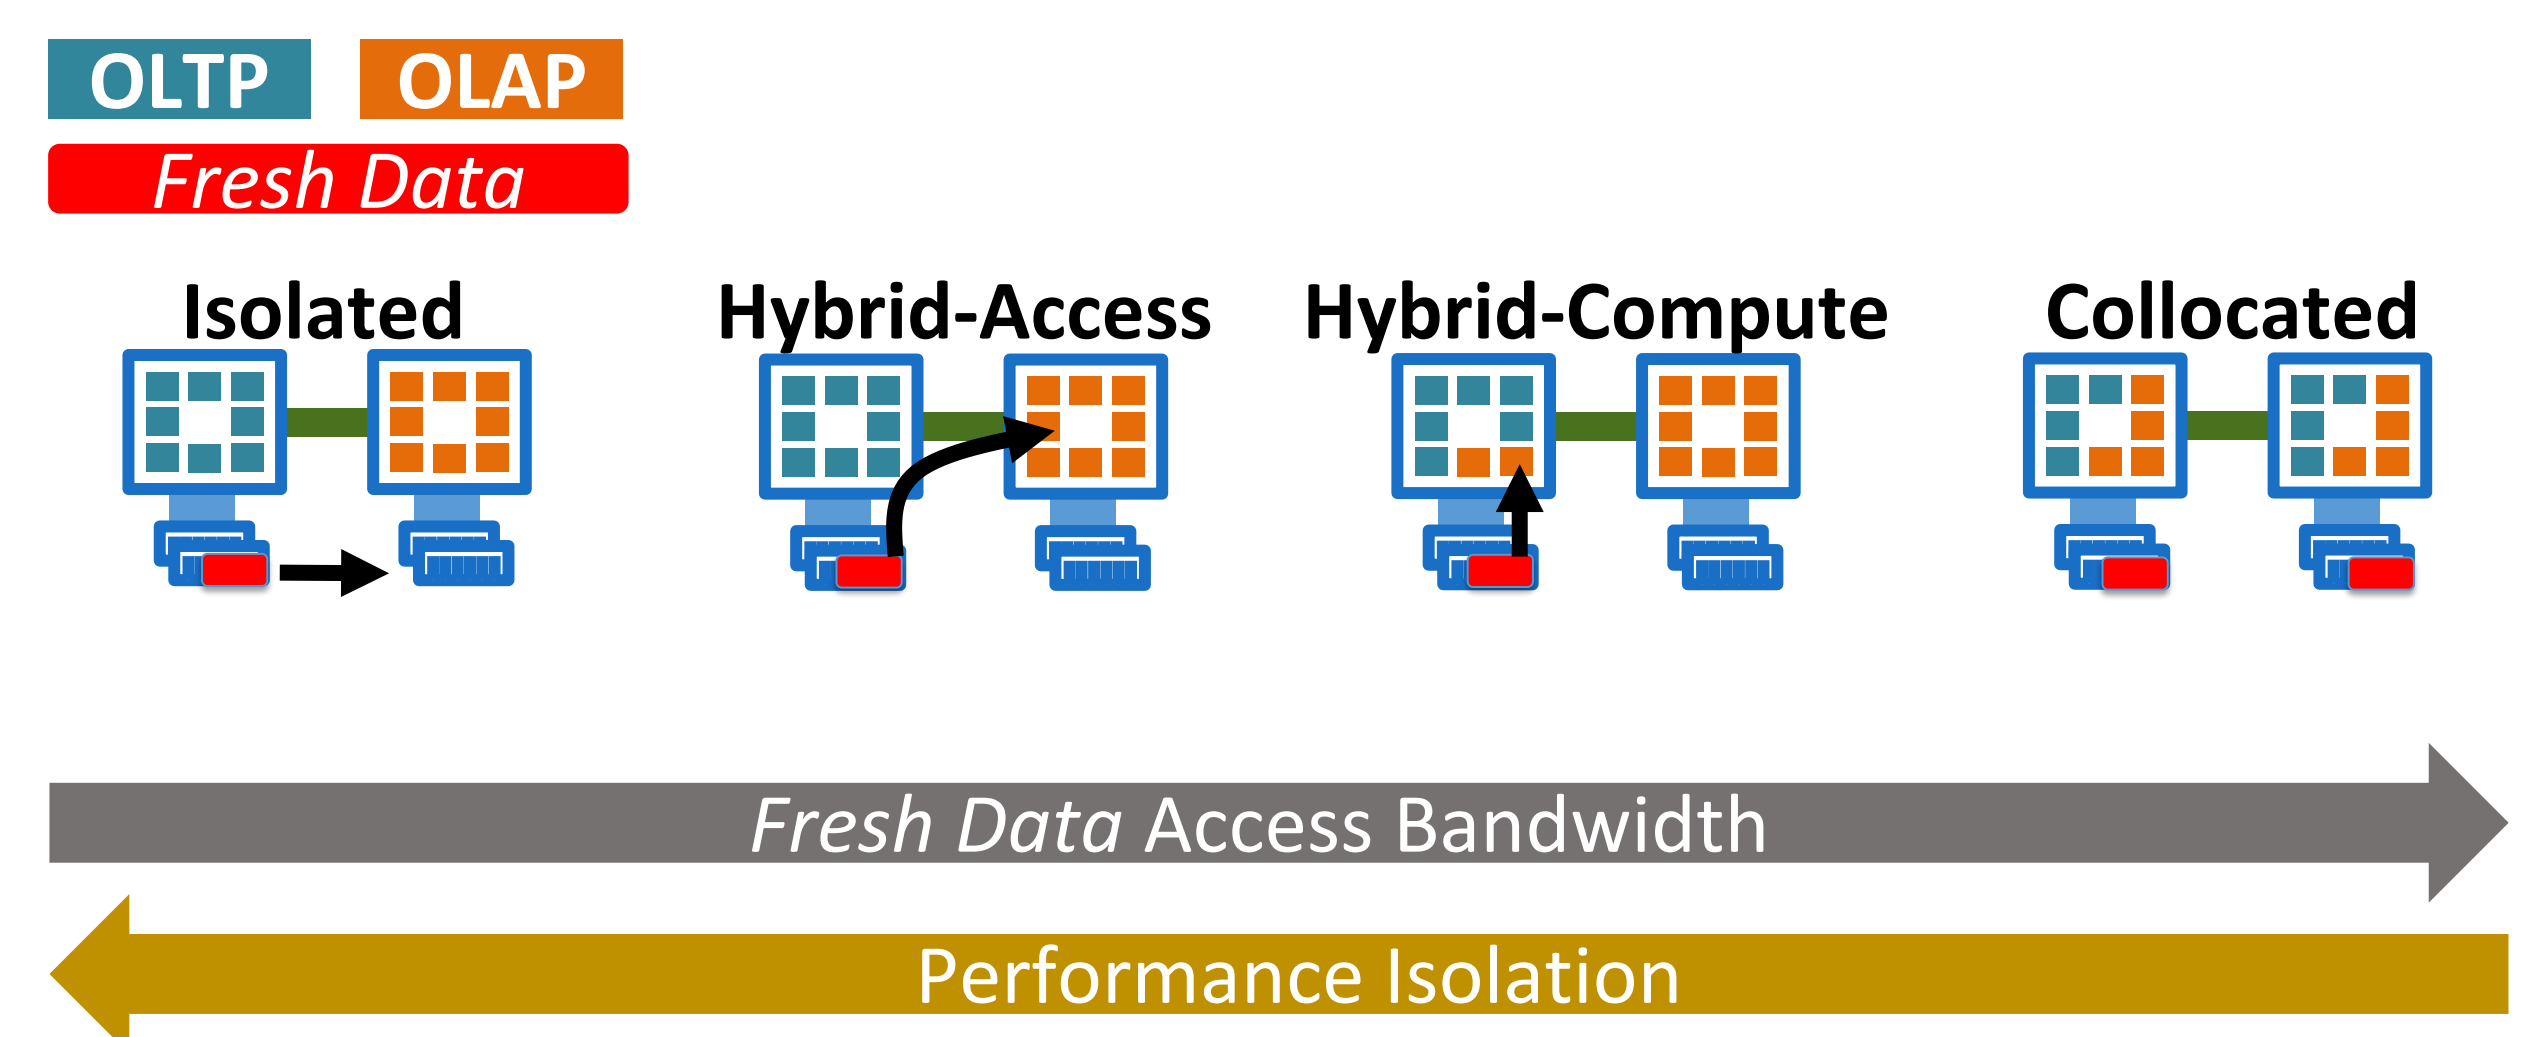 OLTP OLAP
Fresh Data
Isolated Hybrid-Access Hybrid-Compute Collocated
Fresh Data Access Bandwidth
Performance Isolation